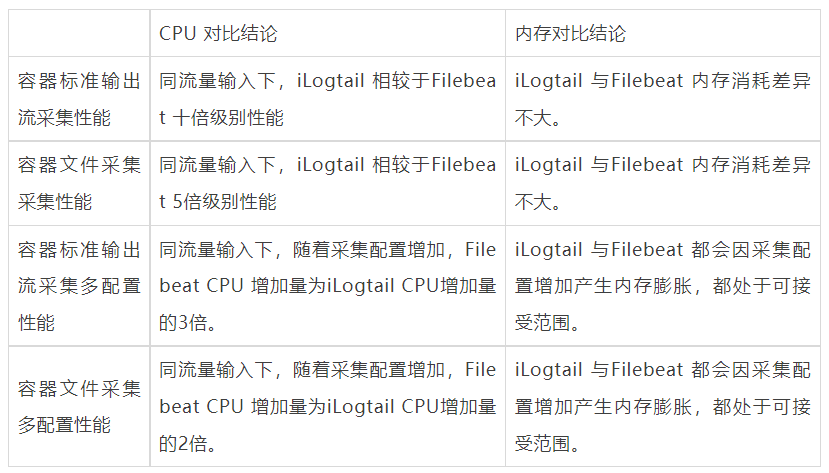 CPU 对比结论
内存对比结论
容器标准输出
流采集性能
同流量输入下，iLogtail 相较于Filebea
t 十倍级别性能
iLogtail 与Filebeat 内存消耗差异
不大。
容器文件采集
采集性能
同流量输入下，iLogtail 相较于Filebea
t 5倍级别性能
iLogtail 与Filebeat 内存消耗差异
不大。
容器标准输出
流采集多配置
性能
同流量输入下，随着采集配置增加，File
beat CPU 增加量为iLogtail CPU增加量
的3倍。
iLogtail 与Filebeat 都会因采集配
置增加产生内存膨胀，都处于可接
受范围。
容器文件采集
多配置性能
同流量输入下，随着采集配置增加，File
beat CPU 增加量为iLogtail CPU增加量
的2倍。
iLogtail 与Filebeat 都会因采集配
置增加产生内存膨胀，都处于可接
受范围。